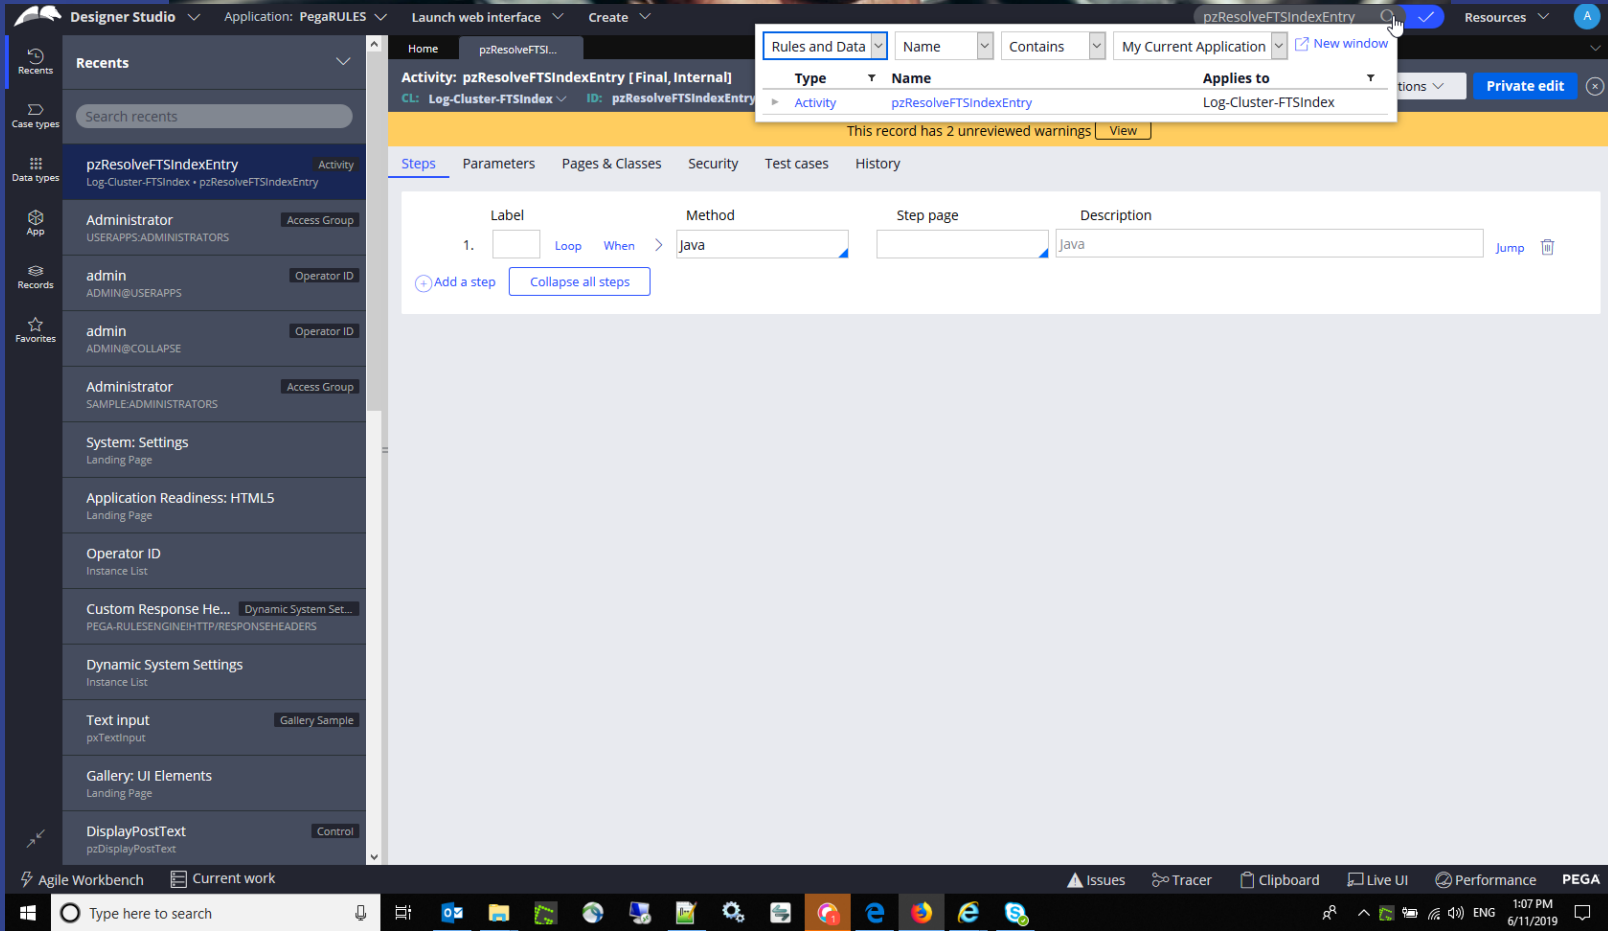 Designer Studio Application: PegaRULES Launch web interface Create pzResolveFTSIndexEntry Resources A
Recents
Case types
Data types
App
Records
Favorites
Recents
Search recents
pzResolveFTSIndexEntry Activity
Log-Cluster-FTSIndex • pzResolveFTSIndexEntry
Administrator Access Group
USERAPPS:ADMINISTRATORS
admin Operator ID
ADMIN@USERAPPS
admin Operator ID
ADMIN@COLLAPSE
Administrator Access Group
SAMPLE:ADMINISTRATORS
System: Settings
Landing Page
Application Readiness: HTML5
Landing Page
Operator ID
Instance List
Custom Response He... Dynamic System Set...
PEGA-RULESENGINE!HTTP/RESPONSEHEADERS
Dynamic System Settings
Instance List
Text input Gallery Sample
pxTextInput
Gallery: UI Elements
Landing Page
DisplayPostText Control
pzDisplayPostText
Home pzResolveFTSI...
Rules and Data Name Contains My Current Application New window
Type Name Applies to
Activity pzResolveFTSIndexEntry Log-Cluster-FTSIndex
Activity: pzResolveFTSIndexEntry [Final, Internal]
CL: Log-Cluster-FTSIndex ID: pzResolveFTSIndexEntry
tions Private edit
This record has 2 unreviewed warnings View
Steps Parameters Pages & Classes Security Test cases History
Label Method Step page Description
1. Loop When Java Java Jump
Add a step Collapse all steps
Agile Workbench Current work Issues Tracer Clipboard Live UI Performance PEGA
Type here to search
ENG
1:07 PM
6/11/2019